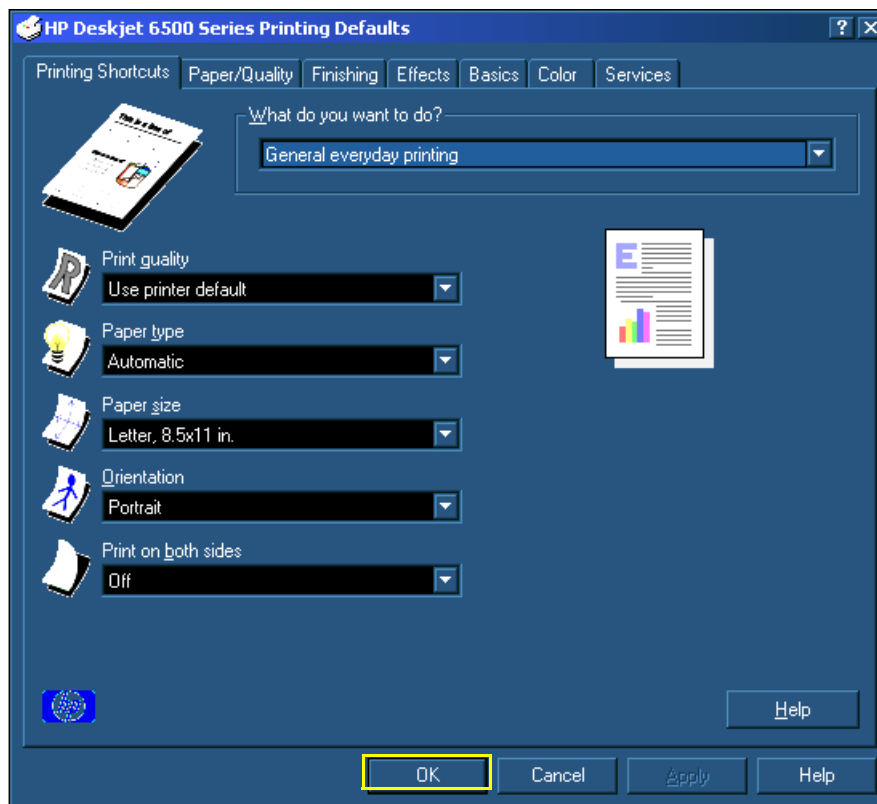 HP Deskjet 6500 Series Printing Defaults
Printing Shortcuts Paper/Quality Finishing Effects Basics Color Services
What do you want to do?
General everyday printing
Print quality
Use printer default
Paper type
Automatic
Paper size
Letter, 8.5x11 in.
Orientation
Portrait
Print on both sides
Off
E
hp
Help
OK Cancel Apply Help